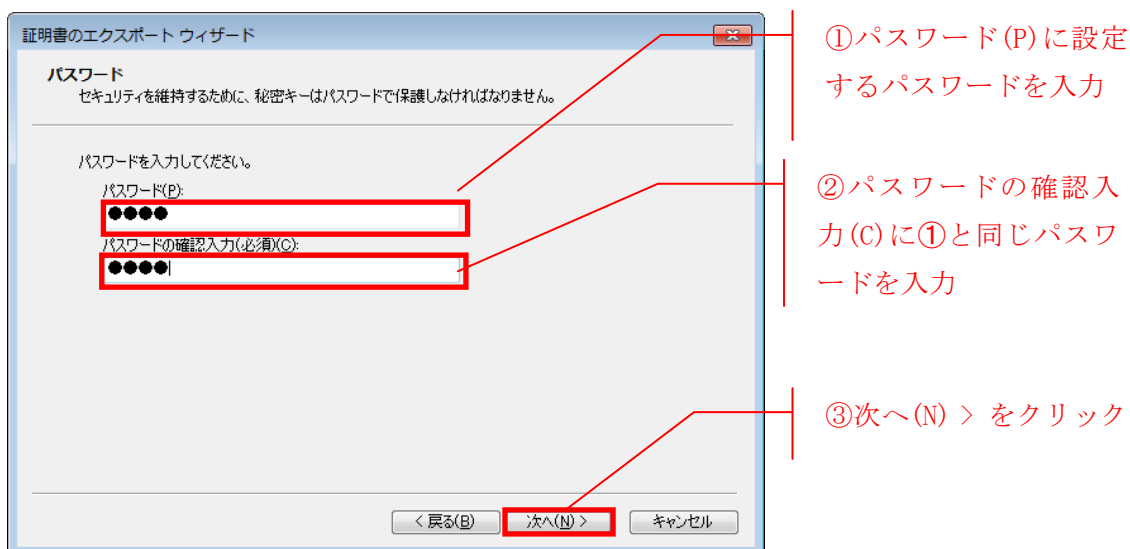 証明書のエクスポート ウィザード
パスワード
セキュリティを維持するために、秘密キーはパスワードで保護しなければなりません。
パスワードを入力してください。
パスワード(P):
●●●●
パスワードの確認入力(必須)(C):
●●●●
< 戻る(B)
次へ(N) >
キャンセル
①パスワード(P)に設定
するパスワードを入力
②パスワードの確認入
力(C)に①と同じパスワ
ードを入力
③次へ(N) > をクリック